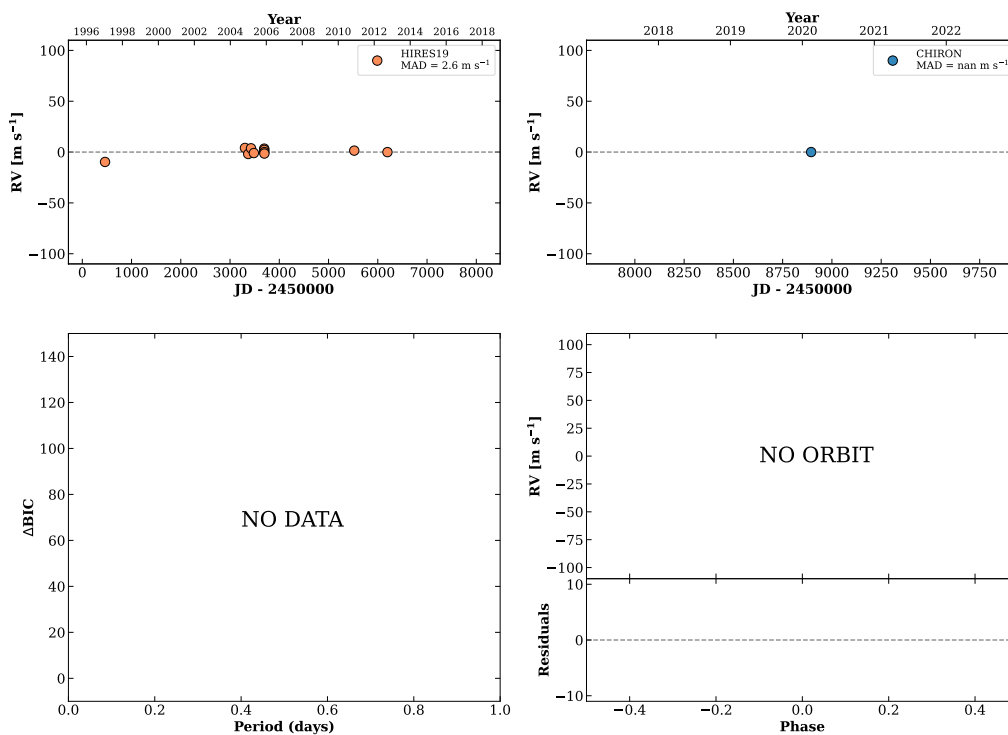 Year
1996 1998 2000 2002 2004 2006 2008 2010 2012 2014 2016 2018
HIRES19
MAD = 2.6 m s⁻¹
100
50
0
−50
−100
RV [m s⁻¹]
0 1000 2000 3000 4000 5000 6000 7000 8000
JD - 2450000
Year
2018 2019 2020 2021 2022
CHIRON
MAD = nan m s⁻¹
100
50
0
−50
−100
RV [m s⁻¹]
8000 8250 8500 8750 9000 9250 9500 9750
JD - 2450000
140
120
100
80
60
40
20
0
ΔBIC
NO DATA
0.0 0.2 0.4 0.6 0.8 1.0
Period (days)
100
75
50
25
0
−25
−50
−75
−100
RV [m s⁻¹]
NO ORBIT
10
0
−10
Residuals
−0.4 −0.2 0.0 0.2 0.4
Phase